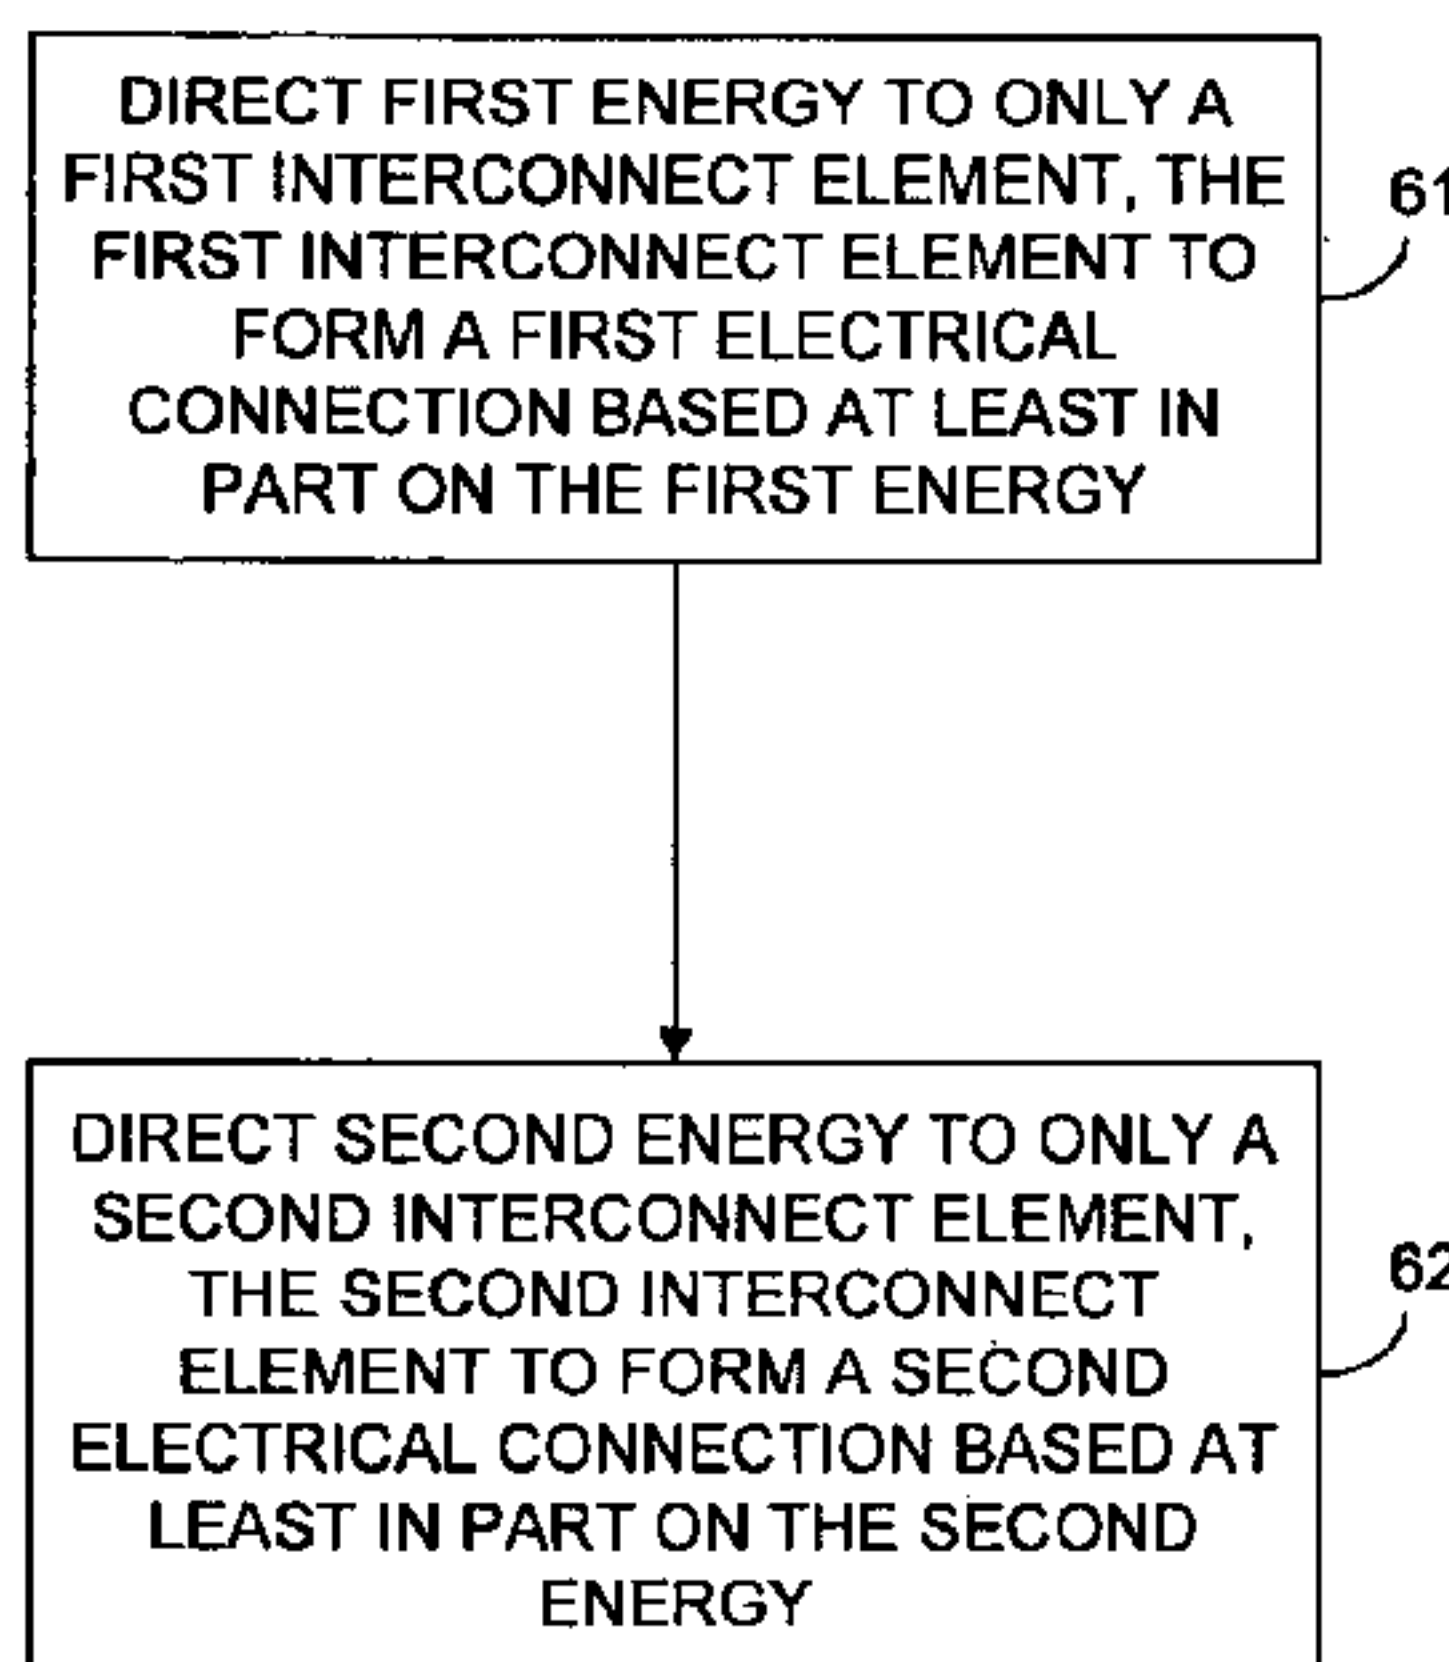 DIRECT FIRST ENERGY TO ONLY A
FIRST INTERCONNECT ELEMENT, THE
FIRST INTERCONNECT ELEMENT TO
FORM A FIRST ELECTRICAL
CONNECTION BASED AT LEAST IN
PART ON THE FIRST ENERGY
61
DIRECT SECOND ENERGY TO ONLY A
SECOND INTERCONNECT ELEMENT,
THE SECOND INTERCONNECT
ELEMENT TO FORM A SECOND
ELECTRICAL CONNECTION BASED AT
LEAST IN PART ON THE SECOND
ENERGY
62